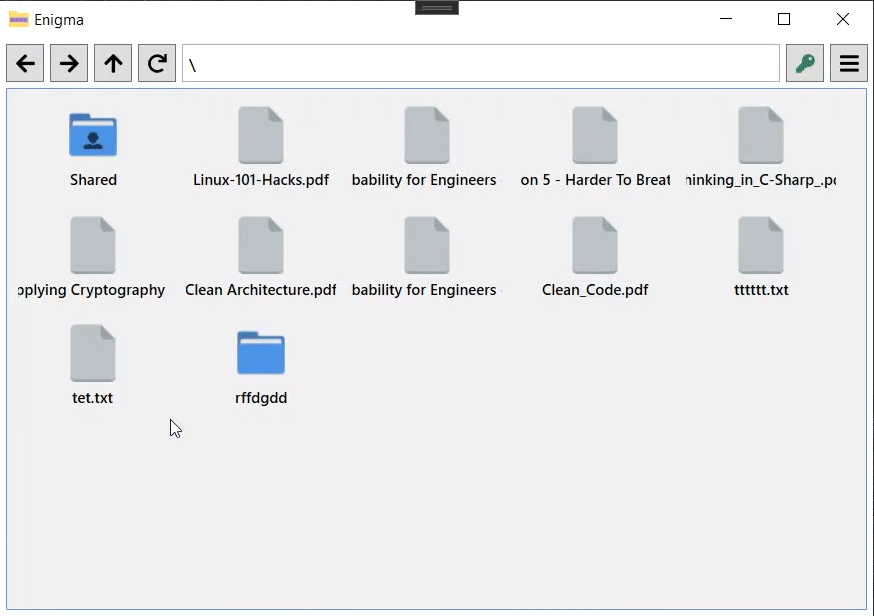 Enigma
\
Shared
Linux-101-Hacks.pdf
bability for Engineers
on 5 - Harder To Breat
hinking_in_C-Sharp_.pd
pplying Cryptography
Clean Architecture.pdf
bability for Engineers
Clean_Code.pdf
tttttt.txt
tet.txt
rffdgdd